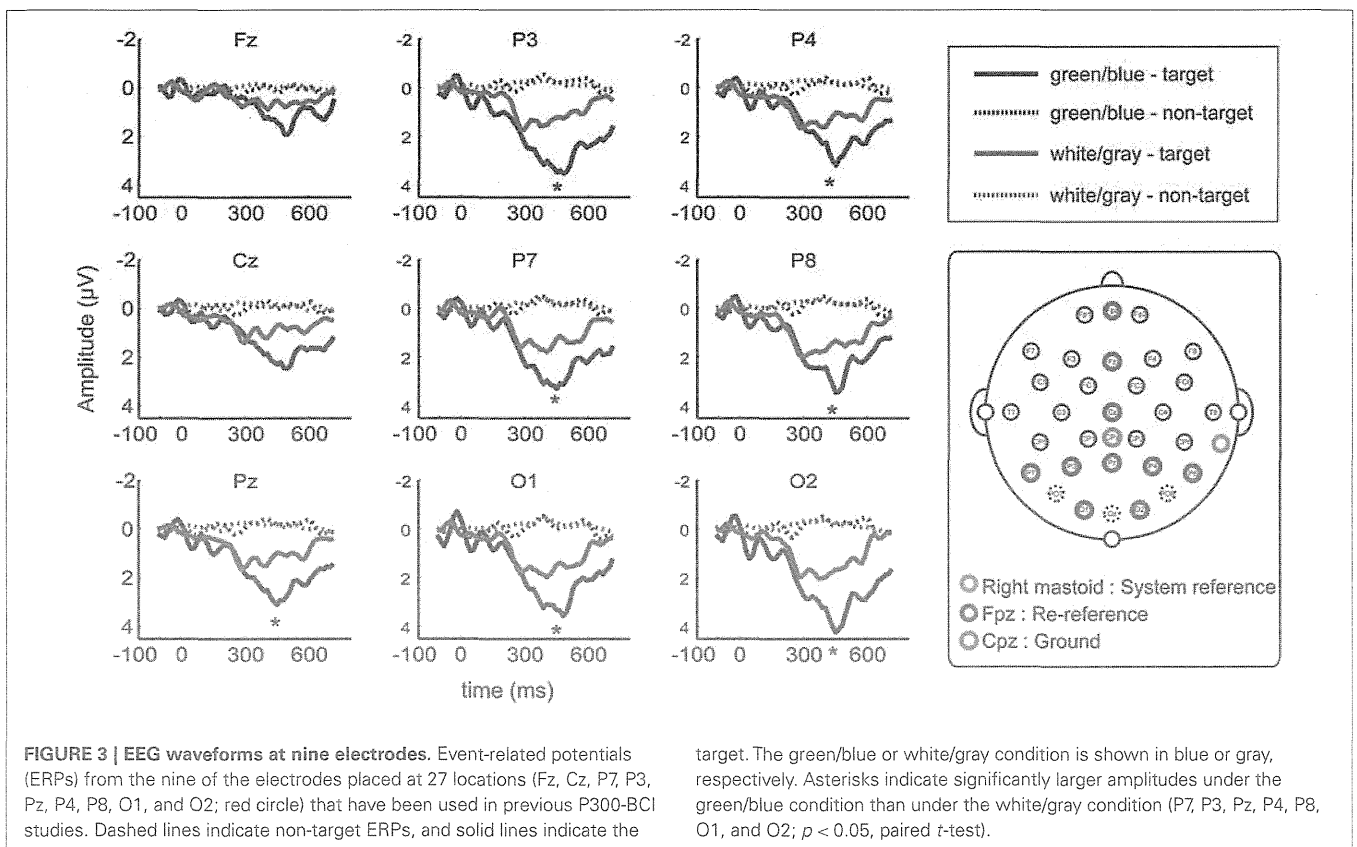 Fz
P3
P4
-2
0
2
4
-100 0 300 600
-2
0
2
4
-100 0 300 600
-2
0
2
4
-100 0 300 600
green/blue - target
green/blue - non-target
white/gray - target
white/gray - non-target
Amplitude (μV)
Cz
P7
P8
-2
0
2
4
-100 0 300 600
-2
0
2
4
*
-100 0 300 600
-2
0
2
4
*
-100 0 300 600
Pz
O1
O2
-2
0
2
4
*
-100 0 300 600
-2
0
2
4
*
-100 0 300 600
-2
0
2
4
-100 0 300 * 600
time (ms)
F7 F3 Fz F4 F8
T7 C3 Cz C4 T8
Right mastoid : System reference
Fpz : Re-reference
Cpz : Ground
FIGURE 3 | EEG waveforms at nine electrodes. Event-related potentials
(ERPs) from the nine of the electrodes placed at 27 locations (Fz, Cz, P7, P3,
Pz, P4, P8, O1, and O2; red circle) that have been used in previous P300-BCI
studies. Dashed lines indicate non-target ERPs, and solid lines indicate the
target. The green/blue or white/gray condition is shown in blue or gray,
respectively. Asterisks indicate significantly larger amplitudes under the
green/blue condition than under the white/gray condition (P7, P3, Pz, P4, P8,
O1, and O2; p < 0.05, paired t-test).